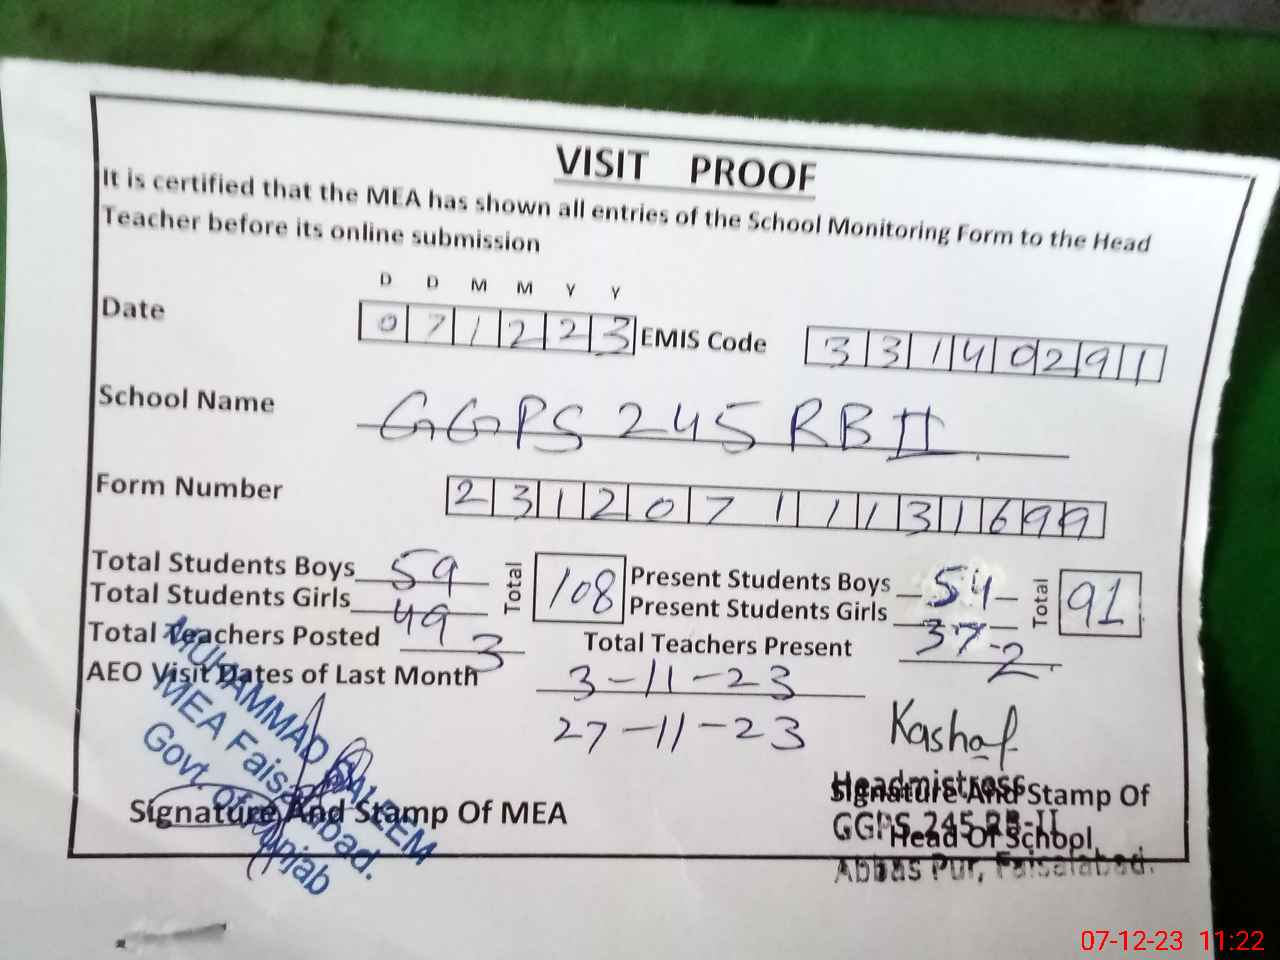 VISIT PROOF
It is certified that the MEA has shown all entries of the School Monitoring Form to the Head
Teacher before its online submission
D D M M Y Y
Date 0 7 1 2 2 3 EMIS Code 3 3 1 4 0 2 9 1
School Name GGPS 245 RB II
Form Number 2 3 1 2 0 7 1 1 1 3 1 6 9 9
Total Students Boys 59 Total 108 Present Students Boys 54 Total 91
Total Students Girls 49 Present Students Girls 37
Total Teachers Posted 3 Total Teachers Present 2
AEO Visit Dates of Last Month 3-11-23
27-11-23
Kashaf
MUHAMMAD SALEEM
MEA Faisalabad.
Govt. of Punjab
Signature And Stamp Of MEA
Signature And Stamp Of
Head Of School
Headmistress
GGPS 245 RB-II
Abbas Pur, Faisalabad.
07-12-23 11:22